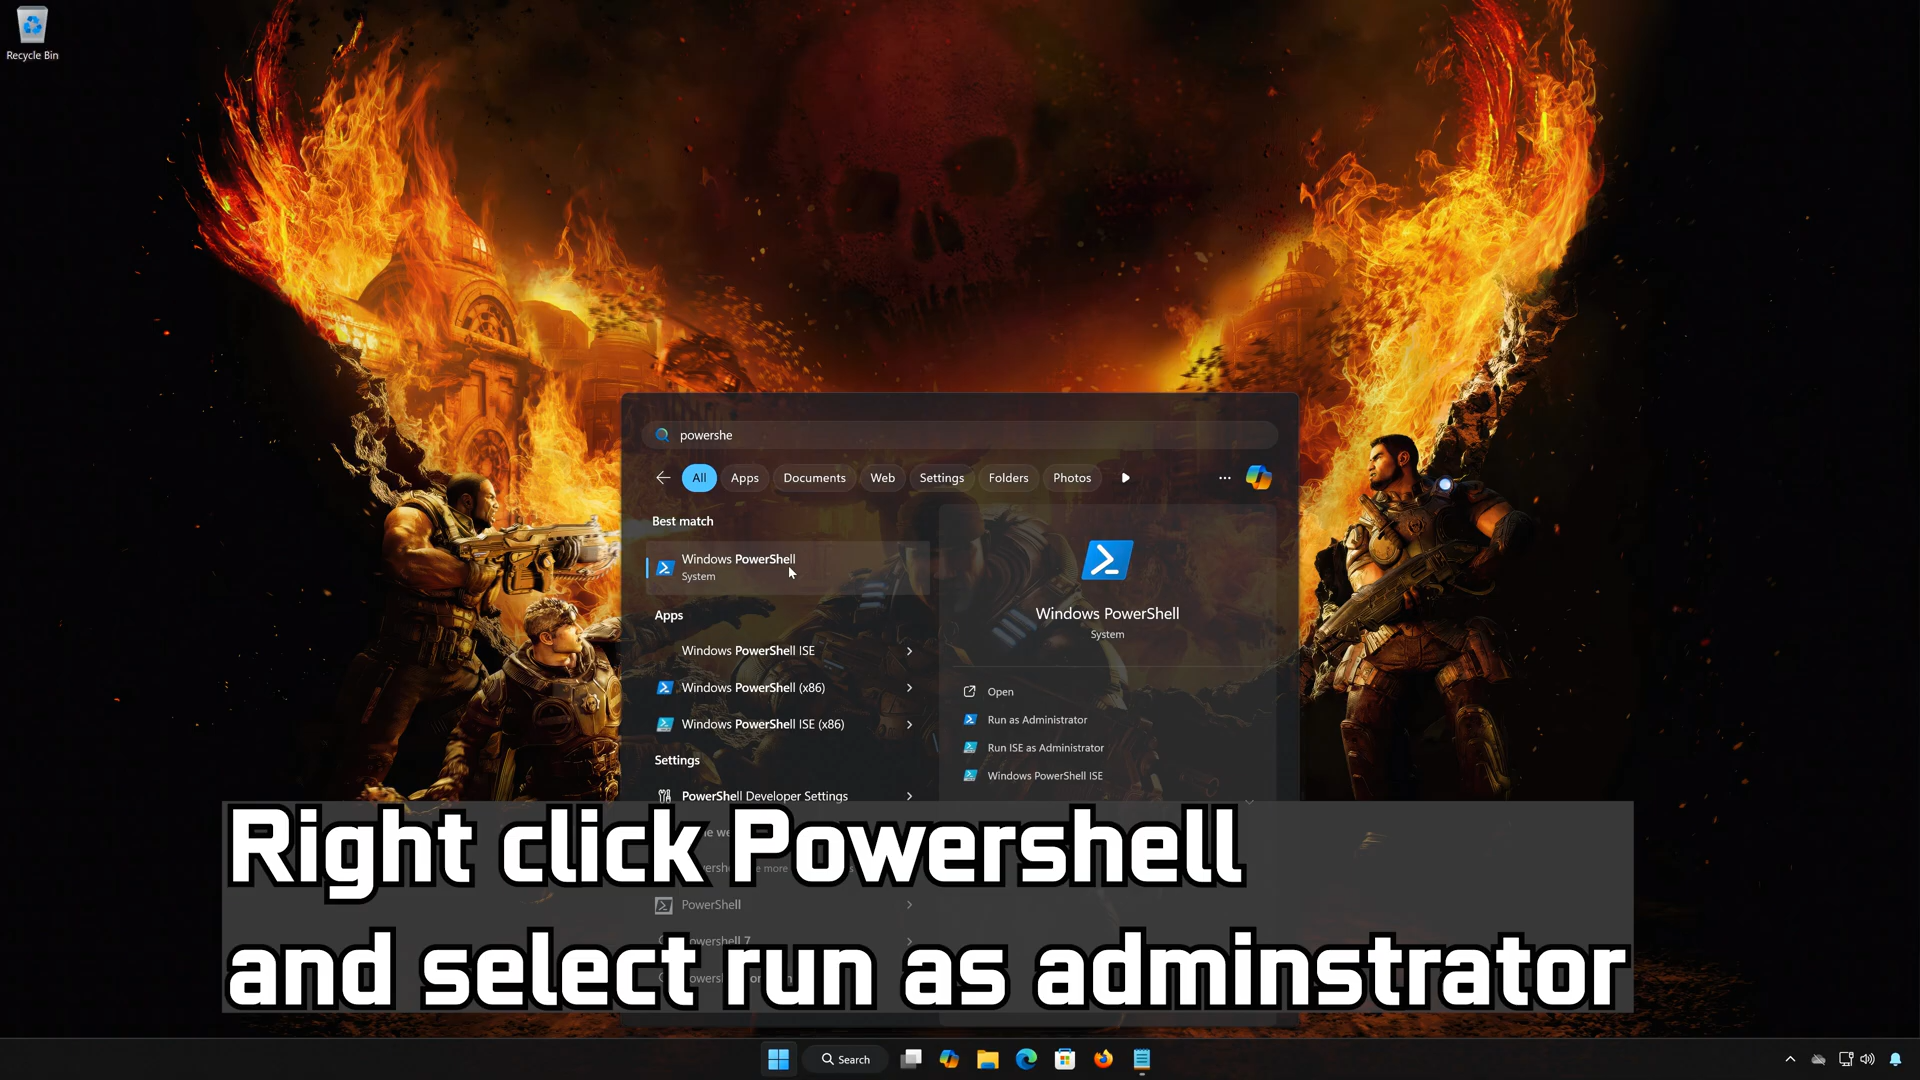 Recycle Bin
powershe
All
Apps
Documents
Web
Settings
Folders
Photos
Best match
Windows PowerShell
System
Apps
Windows PowerShell ISE
Windows PowerShell (x86)
Windows PowerShell ISE (x86)
Settings
PowerShell Developer Settings
Windows PowerShell
System
Open
Run as Administrator
Run ISE as Administrator
Windows PowerShell ISE
Right click Powershell
PowerShell
and select run as adminstrator
Search